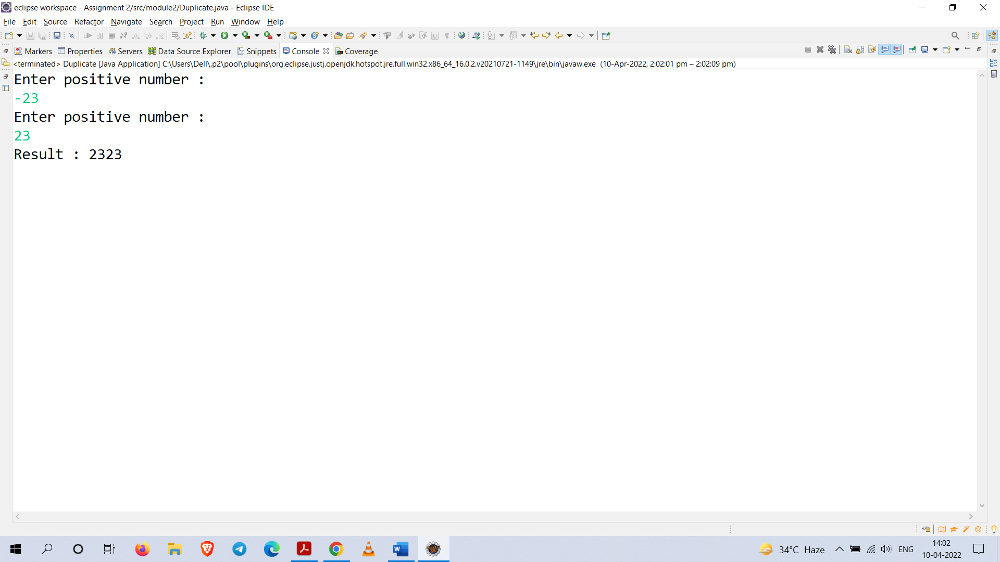 eclipse workspace - Assignment 2/src/module2/Duplicate.java - Eclipse IDE
File Edit Source Refactor Navigate Search Project Run Window Help
Markers Properties Servers Data Source Explorer Snippets Console Coverage
<terminated> Duplicate [Java Application] C:\Users\Dell\.p2\pool\plugins\org.eclipse.justj.openjdk.hotspot.jre.full.win32.x86_64_16.0.2.v20210721-1149\jre\bin\javaw.exe (10-Apr-2022, 2:02:01 pm – 2:02:09 pm)
Enter positive number :
-23
Enter positive number :
23
Result : 2323
34°C Haze ENG 14:02
10-04-2022